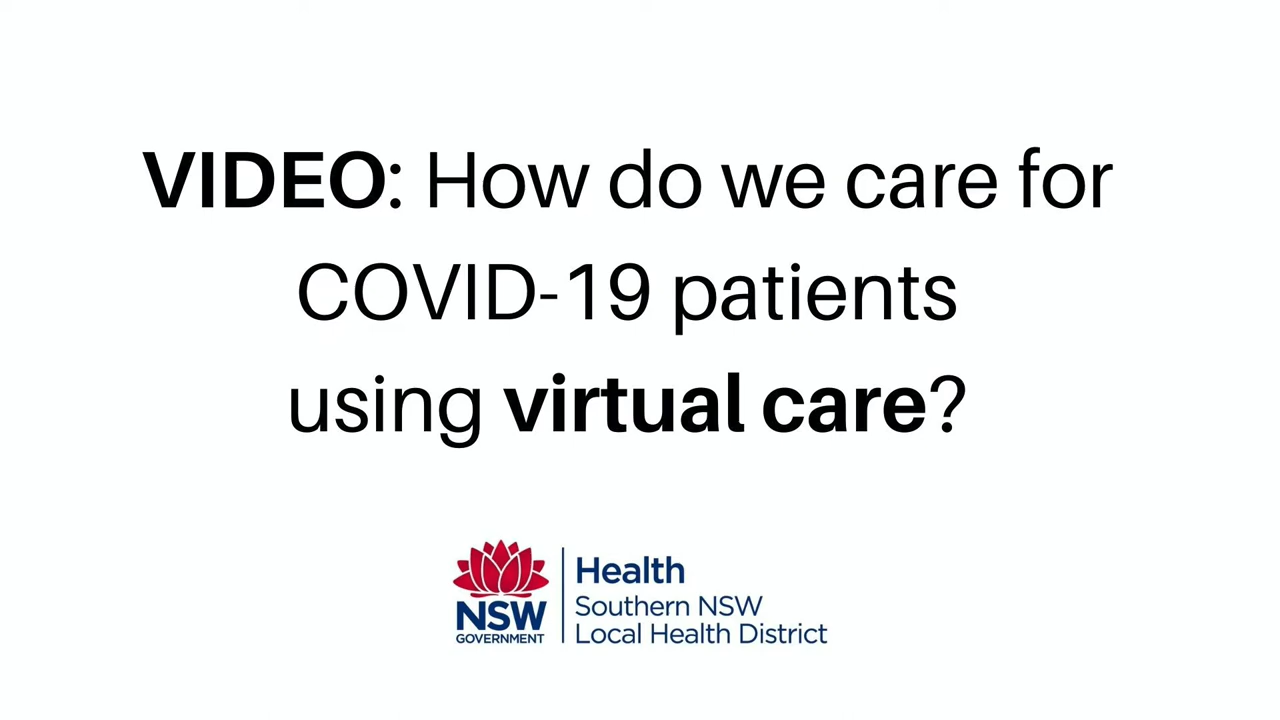 VIDEO: How do we care for
COVID-19 patients
using virtual care?
NSW
GOVERNMENT
Health
Southern NSW
Local Health District